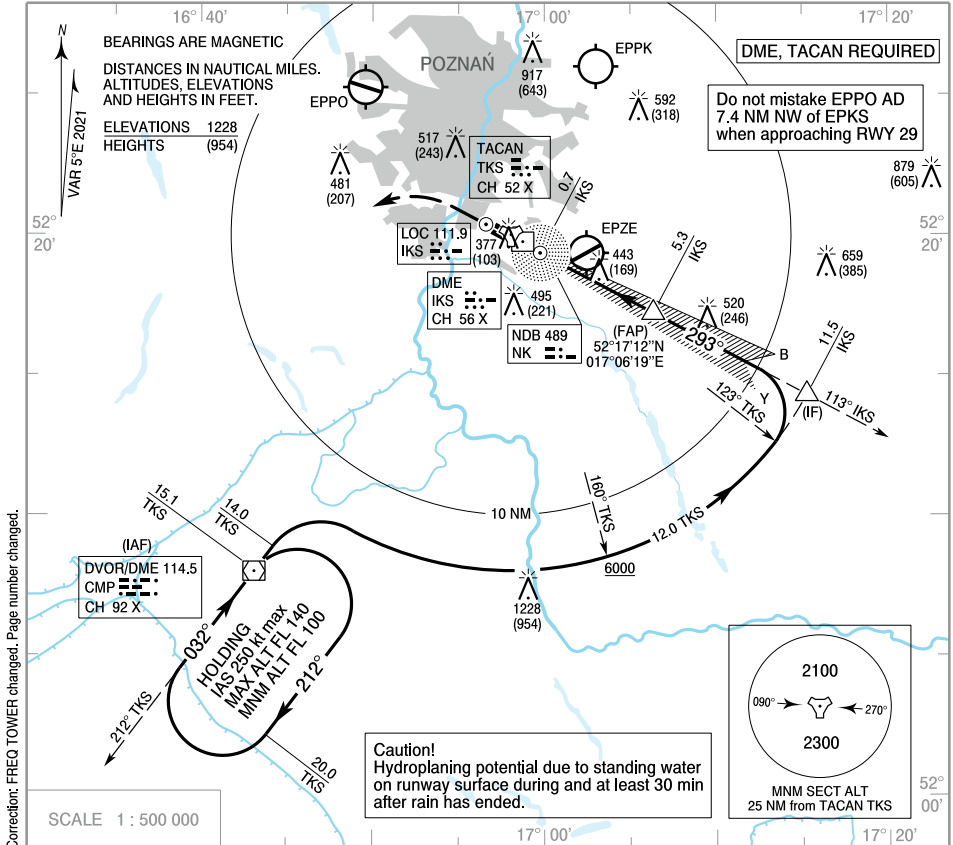 16°40'
17°00'
17°20'
N
VAR 5°E 2021
BEARINGS ARE MAGNETIC
DISTANCES IN NAUTICAL MILES.
ALTITUDES, ELEVATIONS
AND HEIGHTS IN FEET.
ELEVATIONS 1228
HEIGHTS (954)
POZNAŃ
EPPO
EPPK
917
(643)
592
(318)
DME, TACAN REQUIRED
Do not mistake EPPO AD
7.4 NM NW of EPKS
when approaching RWY 29
879
(605)
517
(243)
481
(207)
TACAN
TKS
CH 52 X
0.7
IKS
52°
20'
52°
20'
LOC 111.9
IKS
377
(103)
EPZE
443
(169)
5.3
IKS
659
(385)
DME
IKS
CH 56 X
495
(221)
520
(246)
NDB 489
NK
(FAP)
52°17'12"N
017°06'19"E
293°
B
Y
11.5
IKS
(IF)
123° TKS
113° IKS
15.1
TKS
14.0
TKS
10 NM
160° TKS
6000
12.0 TKS
(IAF)
DVOR/DME 114.5
CMP
CH 92 X
1228
(954)
032°
HOLDING
IAS 250 kt max
MAX ALT FL 140
MNM ALT FL 100
212°
212° TKS
20.0
TKS
2100
090°
270°
2300
MNM SECT ALT
25 NM from TACAN TKS
Caution!
Hydroplaning potential due to standing water
on runway surface during and at least 30 min
after rain has ended.
52°
00'
SCALE 1 : 500 000
17°00'
17°20'
Correction: FREQ TOWER changed. Page number changed.